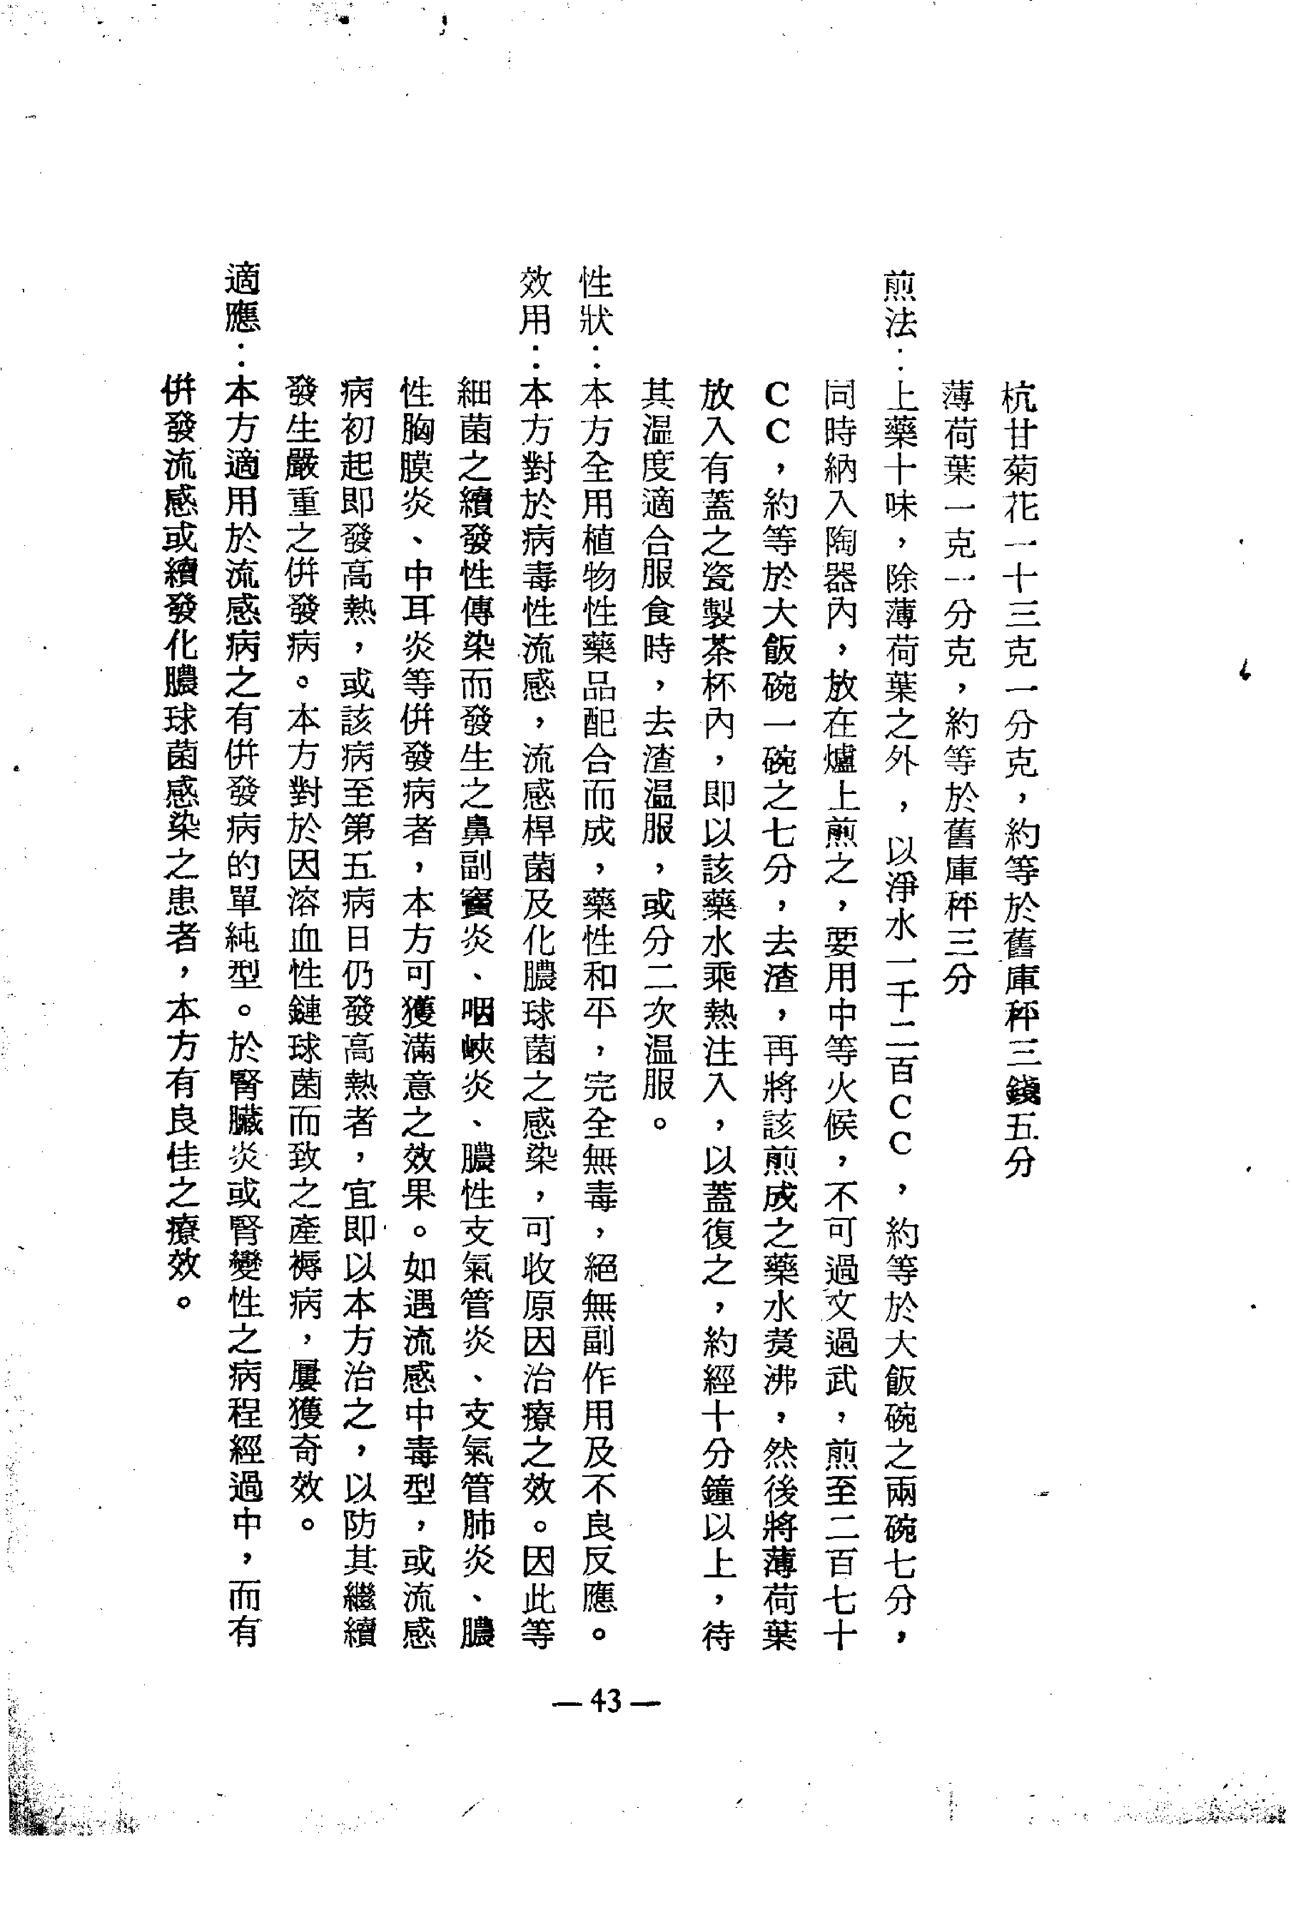 杭甘菊花一十三克一分克，約等於舊庫秤三錢五分
薄荷葉一克一分克，約等於舊庫秤三分
煎法：上藥十味，除薄荷葉之外，以淨水一千二百CC，約等於大飯碗之兩碗七分，
同時納入陶器內，放在爐上煎之，要用中等火候，不可過文過武，煎至二百七十
CC，約等於大飯碗一碗之七分，去渣，再將該煎成之藥水煑沸，然後將薄荷葉
放入有蓋之瓷製茶杯內，即以該藥水乘熱注入，以蓋復之，約經十分鐘以上，待
其溫度適合服食時，去渣溫服，或分二次溫服。
性狀：本方全用植物性藥品配合而成，藥性和平，完全無毒，絕無副作用及不良反應。
效用：本方對於病毒性流感，流感桿菌及化膿球菌之感染，可收原因治療之效。因此等
細菌之續發性傳染而發生之鼻副竇炎、咽峽炎、膿性支氣管炎、支氣管肺炎、膿
性胸膜炎、中耳炎等併發病者，本方可獲滿意之效果。如遇流感中毒型，或流感
病初起即發高熱，或該病至第五病日仍發高熱者，宜即以本方治之，以防其繼續
發生嚴重之併發病。本方對於因溶血性鏈球菌而致之產褥病，屢獲奇效。
適應：本方適用於流感病之有併發病的單純型。於腎臟炎或腎變性之病程經過中，而有
併發流感或續發化膿球菌感染之患者，本方有良佳之療效。
—43—